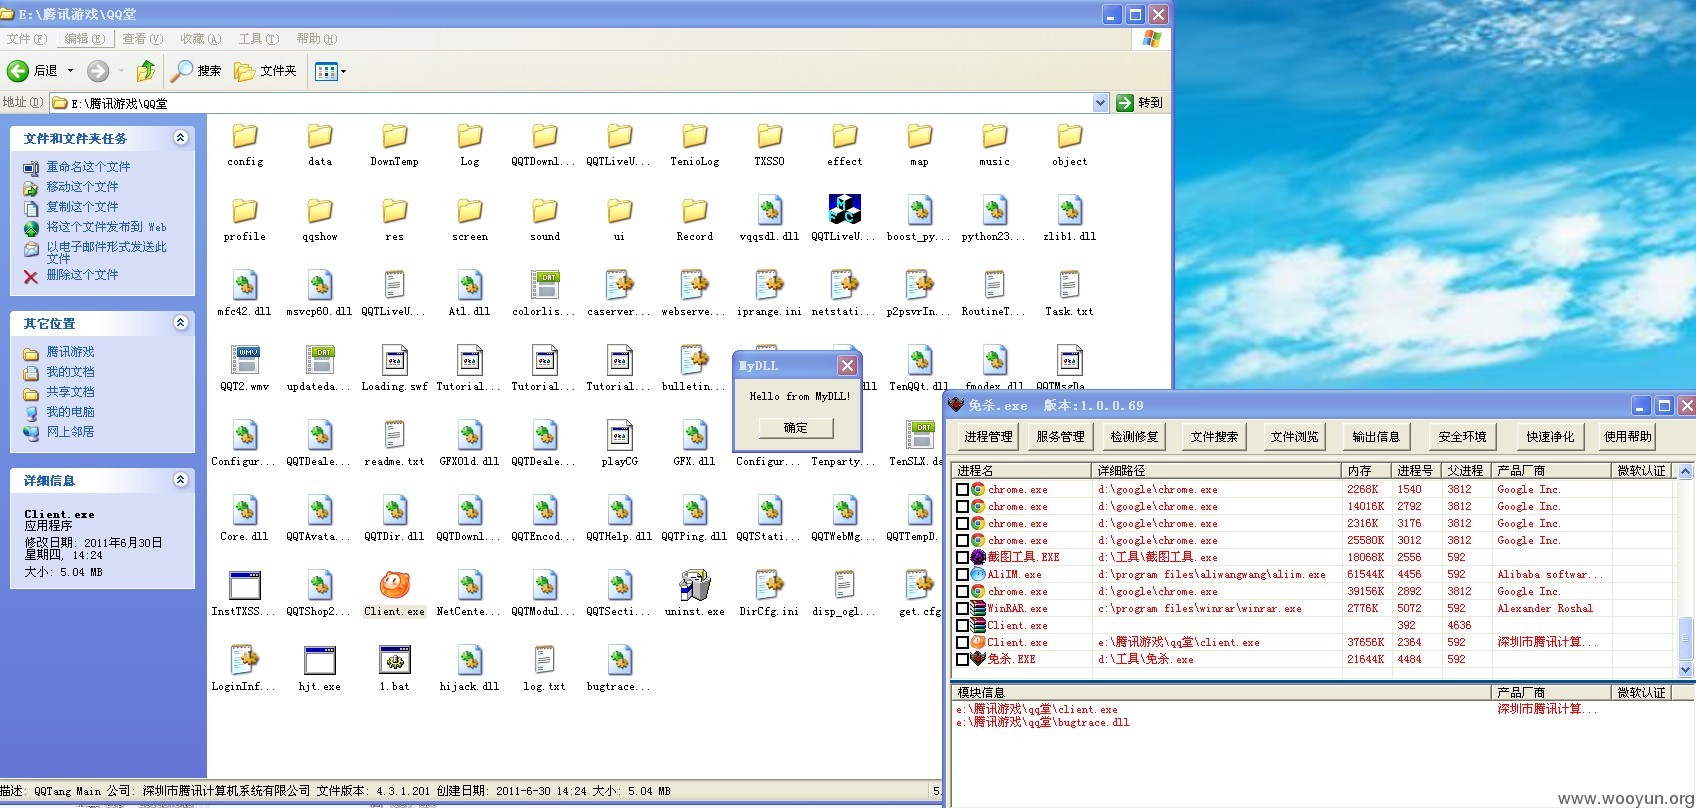 E:\腾讯游戏\QQ堂
文件(F) 编辑(E) 查看(V) 收藏(A) 工具(T) 帮助(H)
后退 搜索 文件夹
地址(D) E:\腾讯游戏\QQ堂 转到
文件和文件夹任务
重命名这个文件
移动这个文件
复制这个文件
将这个文件发布到 Web
以电子邮件形式发送此
文件
删除这个文件
其它位置
腾讯游戏
我的文档
共享文档
我的电脑
网上邻居
详细信息
Client.exe
应用程序
修改日期: 2011年6月30日
星期四, 14:24
大小: 5.04 MB
config data DownTemp Log QQTDownl... QQTLiveU... TenioLog TXSSO effect map music object
profile qqshow res screen sound ui Record vqqsdl.dll QQTLiveU... boost_py... python23... zlib1.dll
mfc42.dll msvcp60.dll QQTLiveU... Atl.dll colorlis... caserver... webserve... iprange.ini netstati... p2psvrIn... RoutineT... Task.txt
QQT2.wmv updateda... Loading.swf Tutorial... Tutorial... Tutorial... bulletin... dll TenQQt.dll fmodex.dll QQTMsgDa...
MyDLL
Hello from MyDLL!
确定
Configur... QQTDeale... readme.txt GFXOld.dll QQTDeale... playCG GFX.dll Configur... Tenparty... TenSLX.da
Core.dll QQTAvata... QQTDir.dll QQTDownl... QQTEncod... QQTHelp.dll QQTPing.dll QQTStati... QQTWebMg... QQTTempD..
InstTXSS... QQTShop2... Client.exe NetCente... QQTModul... QQTSecti... uninst.exe DirCfg.ini disp_ogl... get.cfg
LoginInf... hjt.exe 1.bat hijack.dll log.txt bugtrace...
描述: QQTang Main 公司: 深圳市腾讯计算机系统有限公司 文件版本: 4.3.1.201 创建日期: 2011-6-30 14:24 大小: 5.04 MB 5.
免杀.exe 版本:1.0.0.69
进程管理 服务管理 检测修复 文件搜索 文件浏览 输出信息 安全环境 快速净化 使用帮助
进程名 详细路径 内存 进程号 父进程 产品厂商 微软认证
chrome.exe d:\google\chrome.exe 2268K 1540 3812 Google Inc.
chrome.exe d:\google\chrome.exe 14016K 2792 3812 Google Inc.
chrome.exe d:\google\chrome.exe 2316K 3176 3812 Google Inc.
chrome.exe d:\google\chrome.exe 25580K 3012 3812 Google Inc.
截图工具.EXE d:\工具\截图工具.exe 18068K 2556 592
AliIM.exe d:\program files\aliwangwang\aliim.exe 61544K 4456 592 Alibaba softwar...
chrome.exe d:\google\chrome.exe 39156K 2892 3812 Google Inc.
WinRAR.exe c:\program files\winrar\winrar.exe 2776K 5072 592 Alexander Roshal
Client.exe 392 4636
Client.exe e:\腾讯游戏\qq堂\client.exe 37656K 2364 592 深圳市腾讯计算...
免杀.EXE d:\工具\免杀.exe 21644K 4484 592
模块信息 产品厂商 微软认证
e:\腾讯游戏\qq堂\client.exe 深圳市腾讯计算...
e:\腾讯游戏\qq堂\bugtrace.dll
www.wooyun.org